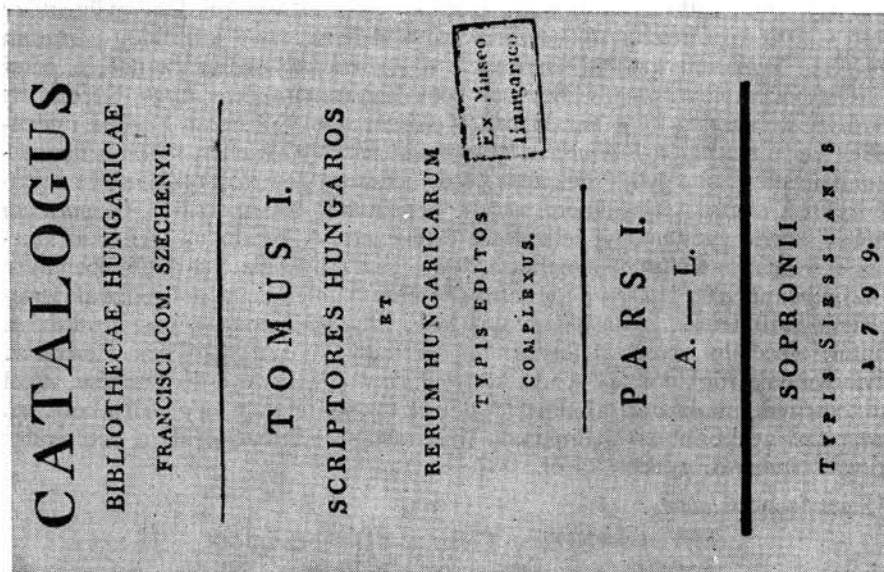 CATALOGUS
BIBLIOTHECAE HUNGARICAE
FRANCISCI COM. SZECHENYI.
TOMUS I.
SCRIPTORES HUNGAROS
ET
RERUM HUNGARICARUM
TYPIS EDITOS
COMPLEXUS.
Ex Museo
Hungarico
PARS I.
A. — L.
SOPRONII
TYPIS SIESSIANIS
1799.